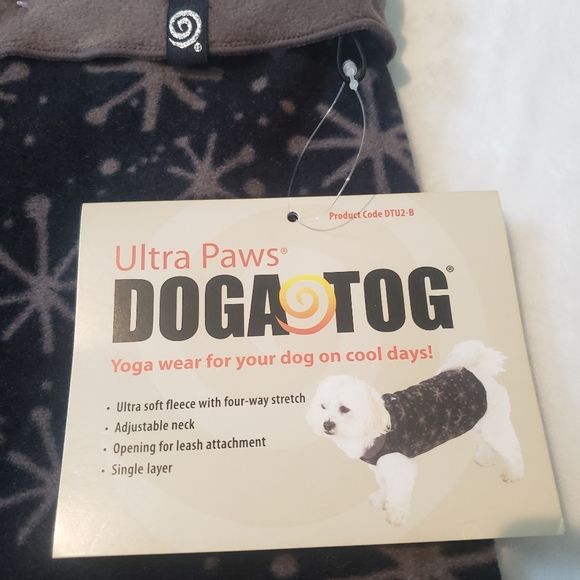 Product Code DTU2-B
Ultra Paws®
DOGA TOG®
Yoga wear for your dog on cool days!
• Ultra soft fleece with four-way stretch
• Adjustable neck
• Opening for leash attachment
• Single layer